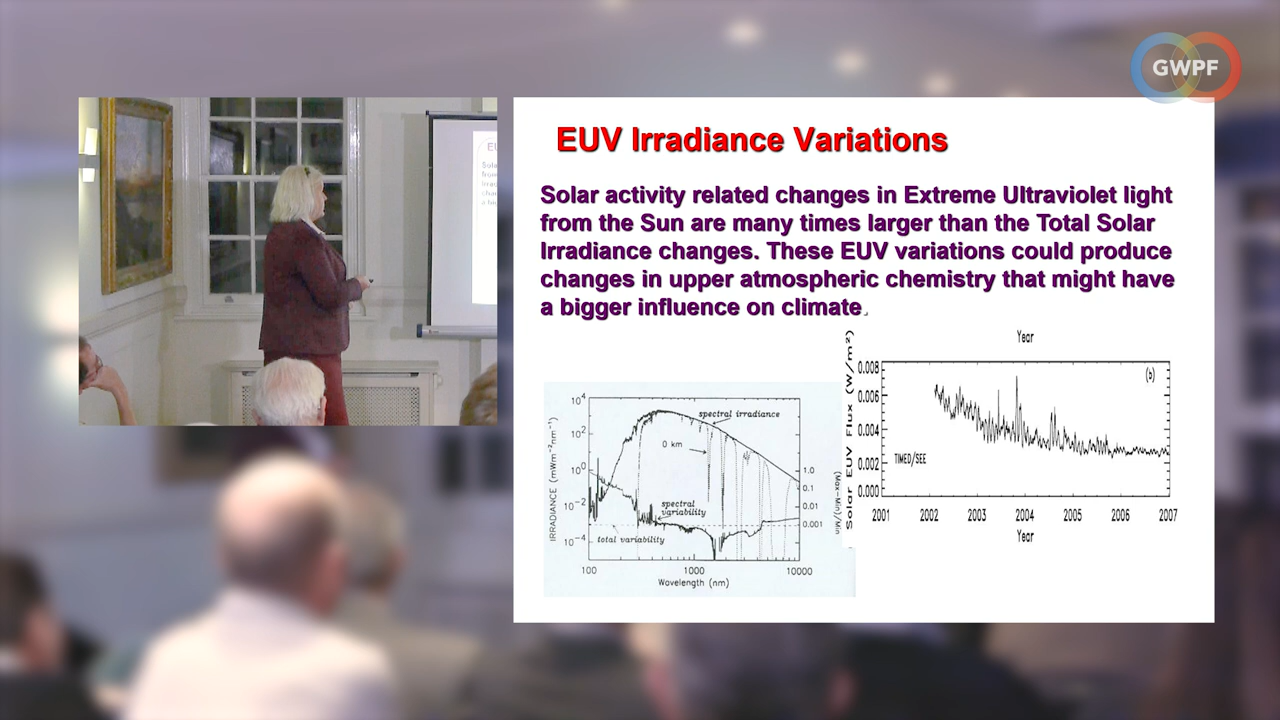 GWPF
EUV Irradiance Variations
Solar activity related changes in Extreme Ultraviolet light
from the Sun are many times larger than the Total Solar
Irradiance changes. These EUV variations could produce
changes in upper atmospheric chemistry that might have
a bigger influence on climate.
Year
Solar EUV Flux (W/m²)
0.008
0.006
0.004
0.002
0.000
(b)
TIMED/SEE
2001 2002 2003 2004 2005 2006 2007
Year
IRRADIANCE (mWm⁻²nm⁻¹)
10⁴
10²
10⁰
10⁻²
10⁻⁴
spectral irradiance
0 km
spectral
variability
total variability
1.0
0.1
0.01
0.001
(Max-Min)/Min
100 1000 10000
Wavelength (nm)